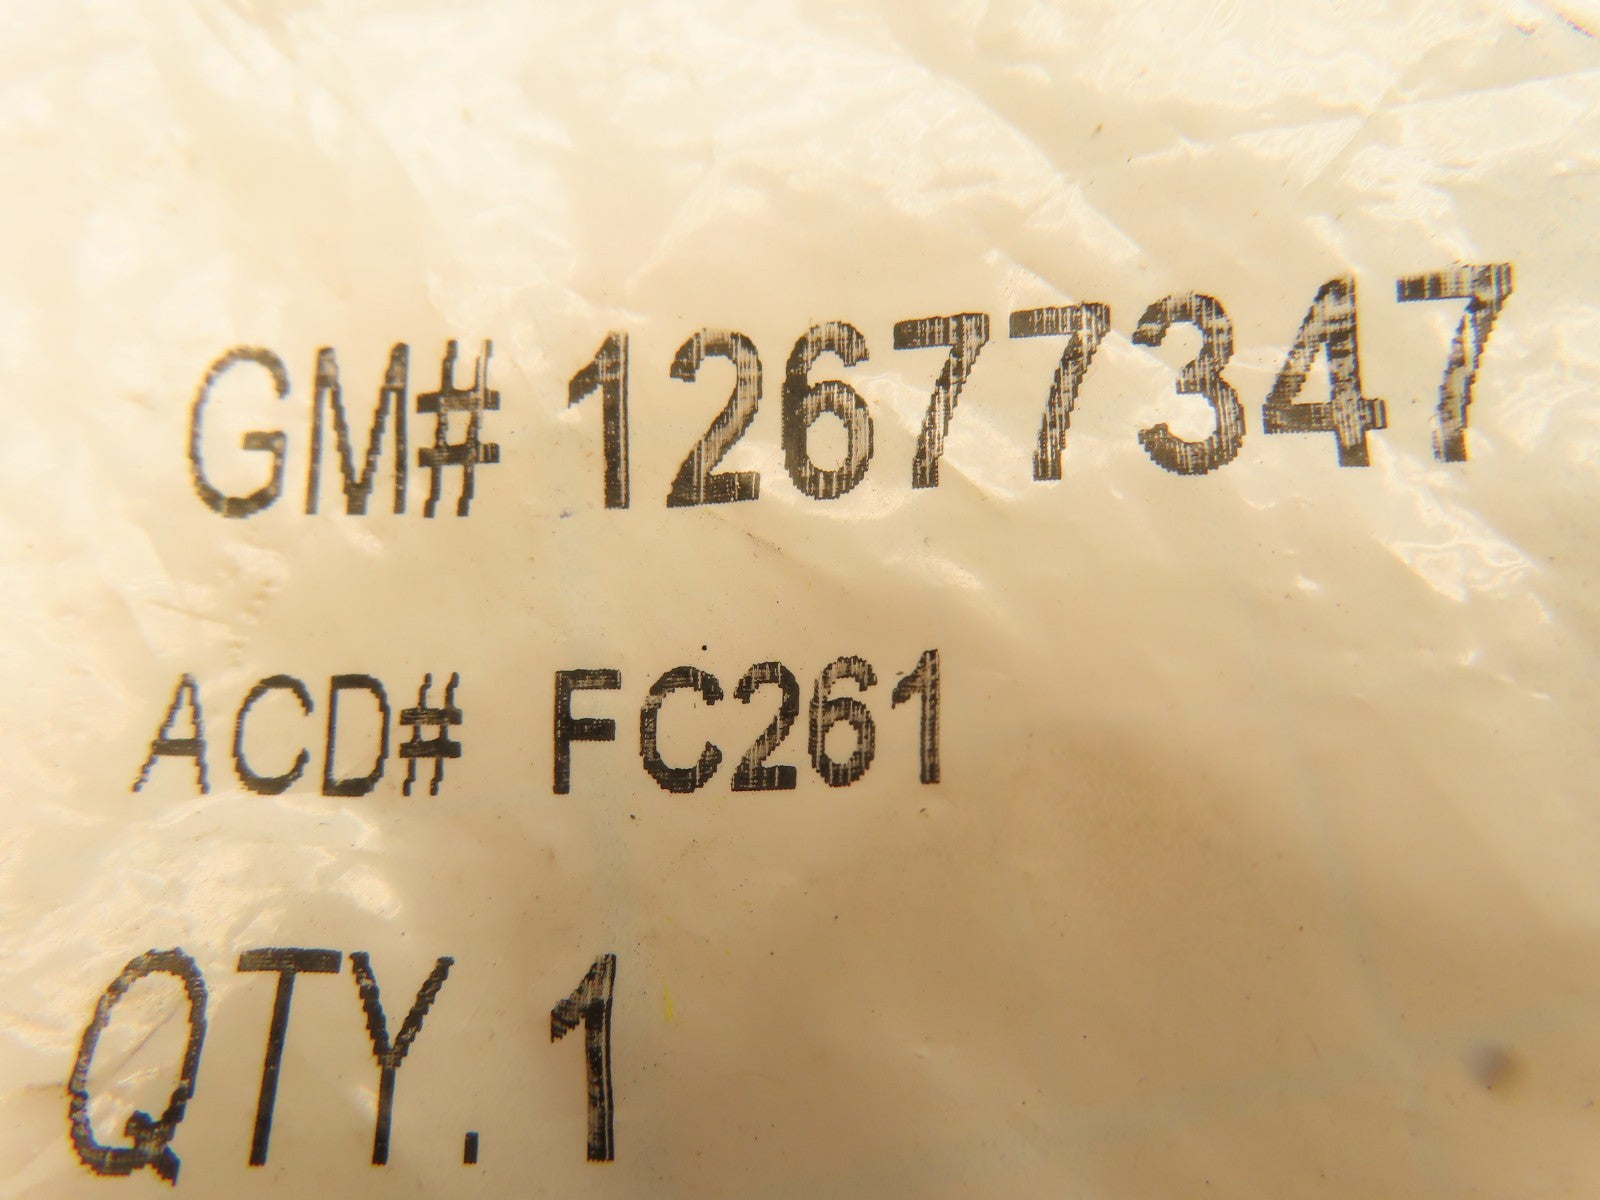 GM# 12677347
ACD# FC261
QTY. 1